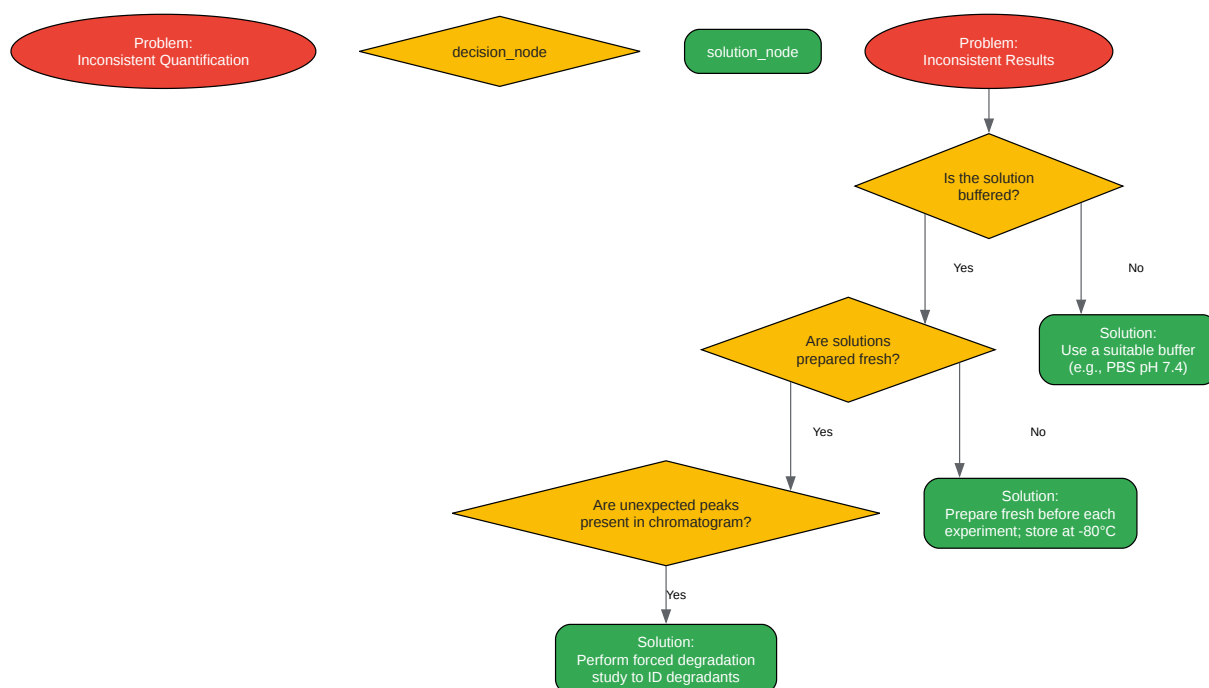 Problem:
Inconsistent Quantification
decision_node
solution_node
Problem:
Inconsistent Results
Is the solution
buffered?
Yes
No
Solution:
Use a suitable buffer
(e.g., PBS pH 7.4)
Are solutions
prepared fresh?
Yes
No
Solution:
Prepare fresh before each
experiment; store at -80°C
Are unexpected peaks
present in chromatogram?
Yes
Solution:
Perform forced degradation
study to ID degradants